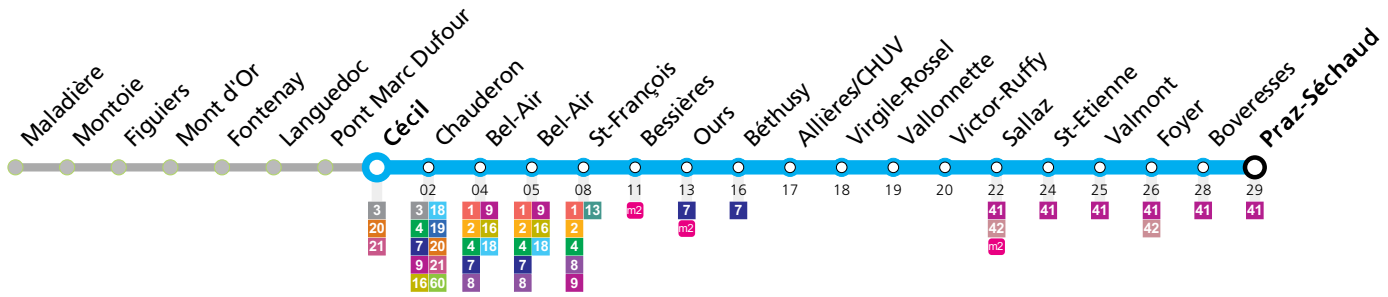 Maladière
Montoie
Figuiers
Mont d'Or
Fontenay
Languedoc
Pont Marc Dufour
Cécil
Chauderon
Bel-Air
Bel-Air
St-François
Bessières
Ours
Béthusy
Allières/CHUV
Virgile-Rossel
Vallonnette
Victor-Ruffy
Sallaz
St-Etienne
Valmont
Foyer
Boveresses
Praz-Séchaud
02 04 05 08 11 13 16 17 18 19 20 22 24 25 26 28 29
3 3 18 1 9 1 9 1 13 m2 7 7 41 41 41 41 41 41
20 4 19 2 16 2 16 2 m2 42 42
21 7 20 4 18 4 18 4 m2
9 21 7 7 8
16 60 8 8 9